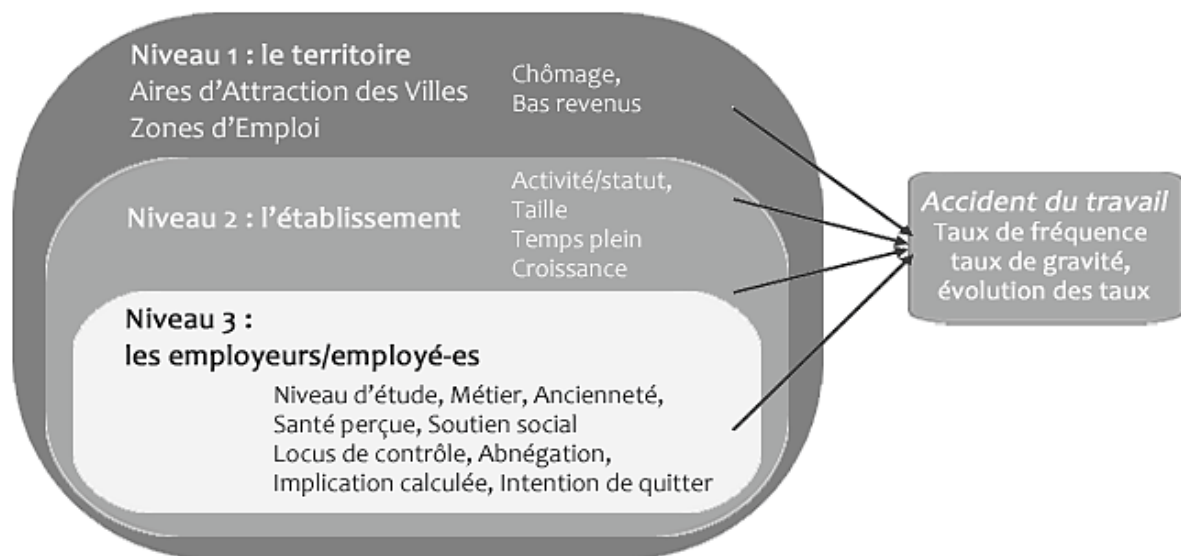 Niveau 1 : le territoire
Aires d'Attraction des Villes
Zones d'Emploi
Chômage,
Bas revenus
Niveau 2 : l'établissement
Activité/statut,
Taille
Temps plein
Croissance
Niveau 3 :
les employeurs/employé-es
Niveau d'étude, Métier, Ancienneté,
Santé perçue, Soutien social
Locus de contrôle, Abnégation,
Implication calculée, Intention de quitter
Accident du travail
Taux de fréquence
taux de gravité,
évolution des taux